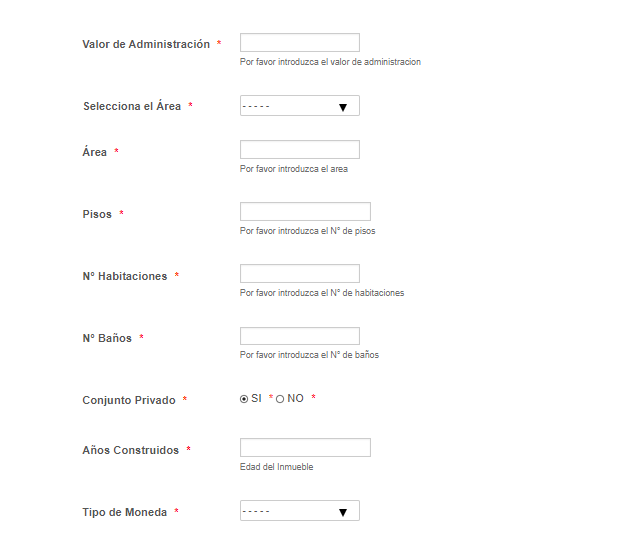 Valor de Administración *
Por favor introduzca el valor de administracion
Selecciona el Área * -----
Área *
Por favor introduzca el area
Pisos *
Por favor introduzca el N° de pisos
N° Habitaciones *
Por favor introduzca el N° de habitaciones
N° Baños *
Por favor introduzca el N° de baños
Conjunto Privado * SI * NO *
Años Construidos *
Edad del Inmueble
Tipo de Moneda * -----